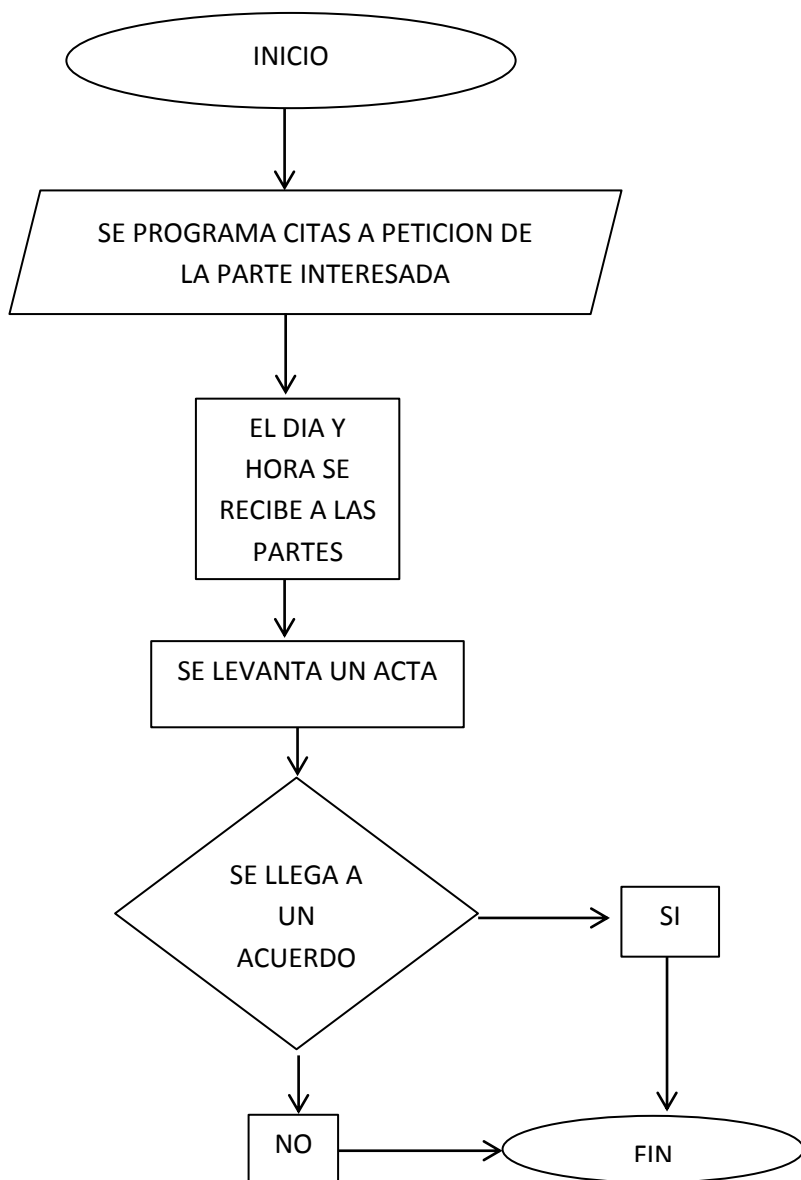 INICIO
SE PROGRAMA CITAS A PETICION DE
LA PARTE INTERESADA
EL DIA Y
HORA SE
RECIBE A LAS
PARTES
SE LEVANTA UN ACTA
SE LLEGA A
UN
ACUERDO
SI
NO
FIN